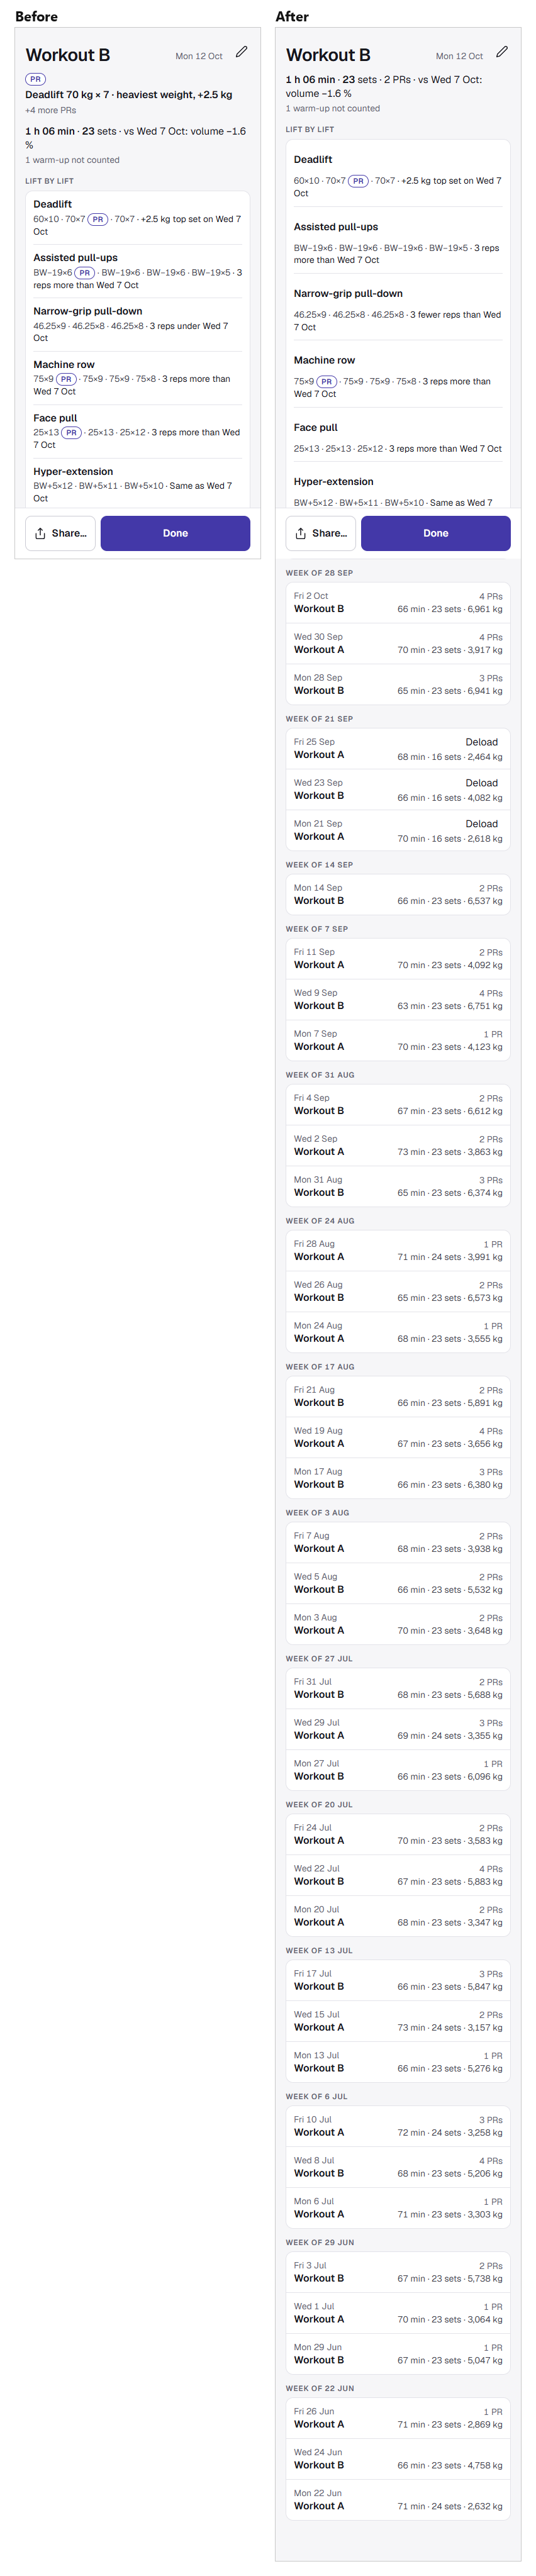 Before
Workout B
Mon 12 Oct
PR
Deadlift 70 kg × 7 · heaviest weight, +2.5 kg
+4 more PRs
1 h 06 min · 23 sets · vs Wed 7 Oct: volume −1.6
%
1 warm-up not counted
LIFT BY LIFT
Deadlift
60×10 · 70×7 PR · 70×7 · +2.5 kg top set on Wed 7
Oct
Assisted pull-ups
BW−19×6 PR · BW−19×6 · BW−19×6 · BW−19×5 · 3
reps more than Wed 7 Oct
Narrow-grip pull-down
46.25×9 · 46.25×8 · 46.25×8 · 3 reps under Wed 7
Oct
Machine row
75×9 PR · 75×9 · 75×9 · 75×8 · 3 reps more than
Wed 7 Oct
Face pull
25×13 PR · 25×13 · 25×12 · 3 reps more than Wed
7 Oct
Hyper-extension
BW+5×12 · BW+5×11 · BW+5×10 · Same as Wed 7
Oct
Share…
Done
After
Workout B
Mon 12 Oct
1 h 06 min · 23 sets · 2 PRs · vs Wed 7 Oct:
volume −1.6 %
1 warm-up not counted
LIFT BY LIFT
Deadlift
60×10 · 70×7 PR · 70×7 · +2.5 kg top set on Wed 7
Oct
Assisted pull-ups
BW−19×6 · BW−19×6 · BW−19×6 · BW−19×5 · 3 reps
more than Wed 7 Oct
Narrow-grip pull-down
46.25×9 · 46.25×8 · 46.25×8 · 3 fewer reps than Wed
7 Oct
Machine row
75×9 PR · 75×9 · 75×9 · 75×8 · 3 reps more than
Wed 7 Oct
Face pull
25×13 · 25×13 · 25×12 · 3 reps more than Wed 7 Oct
Hyper-extension
BW+5×12 · BW+5×11 · BW+5×10 · Same as Wed 7
Share…
Done
WEEK OF 28 SEP
Fri 2 Oct
4 PRs
Workout B
66 min · 23 sets · 6,961 kg
Wed 30 Sep
4 PRs
Workout A
70 min · 23 sets · 3,917 kg
Mon 28 Sep
3 PRs
Workout B
65 min · 23 sets · 6,941 kg
WEEK OF 21 SEP
Fri 25 Sep
Deload
Workout A
68 min · 16 sets · 2,464 kg
Wed 23 Sep
Deload
Workout B
66 min · 16 sets · 4,082 kg
Mon 21 Sep
Deload
Workout A
70 min · 16 sets · 2,618 kg
WEEK OF 14 SEP
Mon 14 Sep
2 PRs
Workout B
66 min · 23 sets · 6,537 kg
WEEK OF 7 SEP
Fri 11 Sep
2 PRs
Workout A
70 min · 23 sets · 4,092 kg
Wed 9 Sep
4 PRs
Workout B
63 min · 23 sets · 6,751 kg
Mon 7 Sep
1 PR
Workout A
70 min · 23 sets · 4,123 kg
WEEK OF 31 AUG
Fri 4 Sep
2 PRs
Workout B
67 min · 23 sets · 6,612 kg
Wed 2 Sep
2 PRs
Workout A
73 min · 23 sets · 3,863 kg
Mon 31 Aug
3 PRs
Workout B
65 min · 23 sets · 6,374 kg
WEEK OF 24 AUG
Fri 28 Aug
1 PR
Workout A
71 min · 24 sets · 3,991 kg
Wed 26 Aug
2 PRs
Workout B
65 min · 23 sets · 6,573 kg
Mon 24 Aug
1 PR
Workout A
68 min · 23 sets · 3,555 kg
WEEK OF 17 AUG
Fri 21 Aug
2 PRs
Workout B
66 min · 23 sets · 5,891 kg
Wed 19 Aug
4 PRs
Workout A
67 min · 23 sets · 3,656 kg
Mon 17 Aug
3 PRs
Workout B
66 min · 23 sets · 6,380 kg
WEEK OF 3 AUG
Fri 7 Aug
2 PRs
Workout A
68 min · 23 sets · 3,938 kg
Wed 5 Aug
2 PRs
Workout B
66 min · 23 sets · 5,532 kg
Mon 3 Aug
2 PRs
Workout A
70 min · 23 sets · 3,648 kg
WEEK OF 27 JUL
Fri 31 Jul
2 PRs
Workout B
68 min · 23 sets · 5,688 kg
Wed 29 Jul
3 PRs
Workout A
69 min · 24 sets · 3,355 kg
Mon 27 Jul
1 PR
Workout B
66 min · 23 sets · 6,096 kg
WEEK OF 20 JUL
Fri 24 Jul
2 PRs
Workout A
70 min · 23 sets · 3,583 kg
Wed 22 Jul
4 PRs
Workout B
67 min · 23 sets · 5,883 kg
Mon 20 Jul
2 PRs
Workout A
68 min · 23 sets · 3,347 kg
WEEK OF 13 JUL
Fri 17 Jul
3 PRs
Workout B
66 min · 23 sets · 5,847 kg
Wed 15 Jul
2 PRs
Workout A
73 min · 24 sets · 3,157 kg
Mon 13 Jul
1 PR
Workout B
66 min · 23 sets · 5,276 kg
WEEK OF 6 JUL
Fri 10 Jul
3 PRs
Workout A
72 min · 24 sets · 3,258 kg
Wed 8 Jul
4 PRs
Workout B
68 min · 23 sets · 5,206 kg
Mon 6 Jul
1 PR
Workout A
71 min · 23 sets · 3,303 kg
WEEK OF 29 JUN
Fri 3 Jul
2 PRs
Workout B
67 min · 23 sets · 5,738 kg
Wed 1 Jul
1 PR
Workout A
70 min · 23 sets · 3,064 kg
Mon 29 Jun
1 PR
Workout B
67 min · 23 sets · 5,047 kg
WEEK OF 22 JUN
Fri 26 Jun
1 PR
Workout A
71 min · 23 sets · 2,869 kg
Wed 24 Jun
Workout B
66 min · 23 sets · 4,758 kg
Mon 22 Jun
Workout A
71 min · 24 sets · 2,632 kg